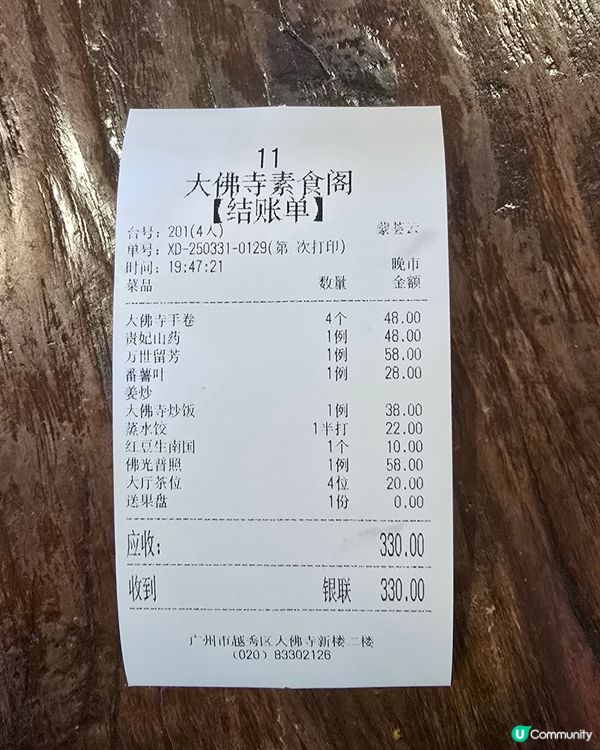 11
大佛寺素食阁
【结账单】
台号: 201(4人) 蒙荟云
单号: XD-250331-0129(第 次打印)
时间: 19:47:21 晚市
菜品 数量 金额
大佛寺手卷 4个 48.00
贵妃山药 1例 48.00
万世留芳 1例 58.00
番薯叶 1例 28.00
姜炒
大佛寺炒饭 1例 38.00
蒸水饺 1半打 22.00
红豆生南国 1个 10.00
佛光普照 1例 58.00
大厅茶位 4位 20.00
送果盘 1份 0.00
应收: 330.00
收到 银联 330.00
广州市越秀区大佛寺新楼二楼
(020) 83302126
U Community